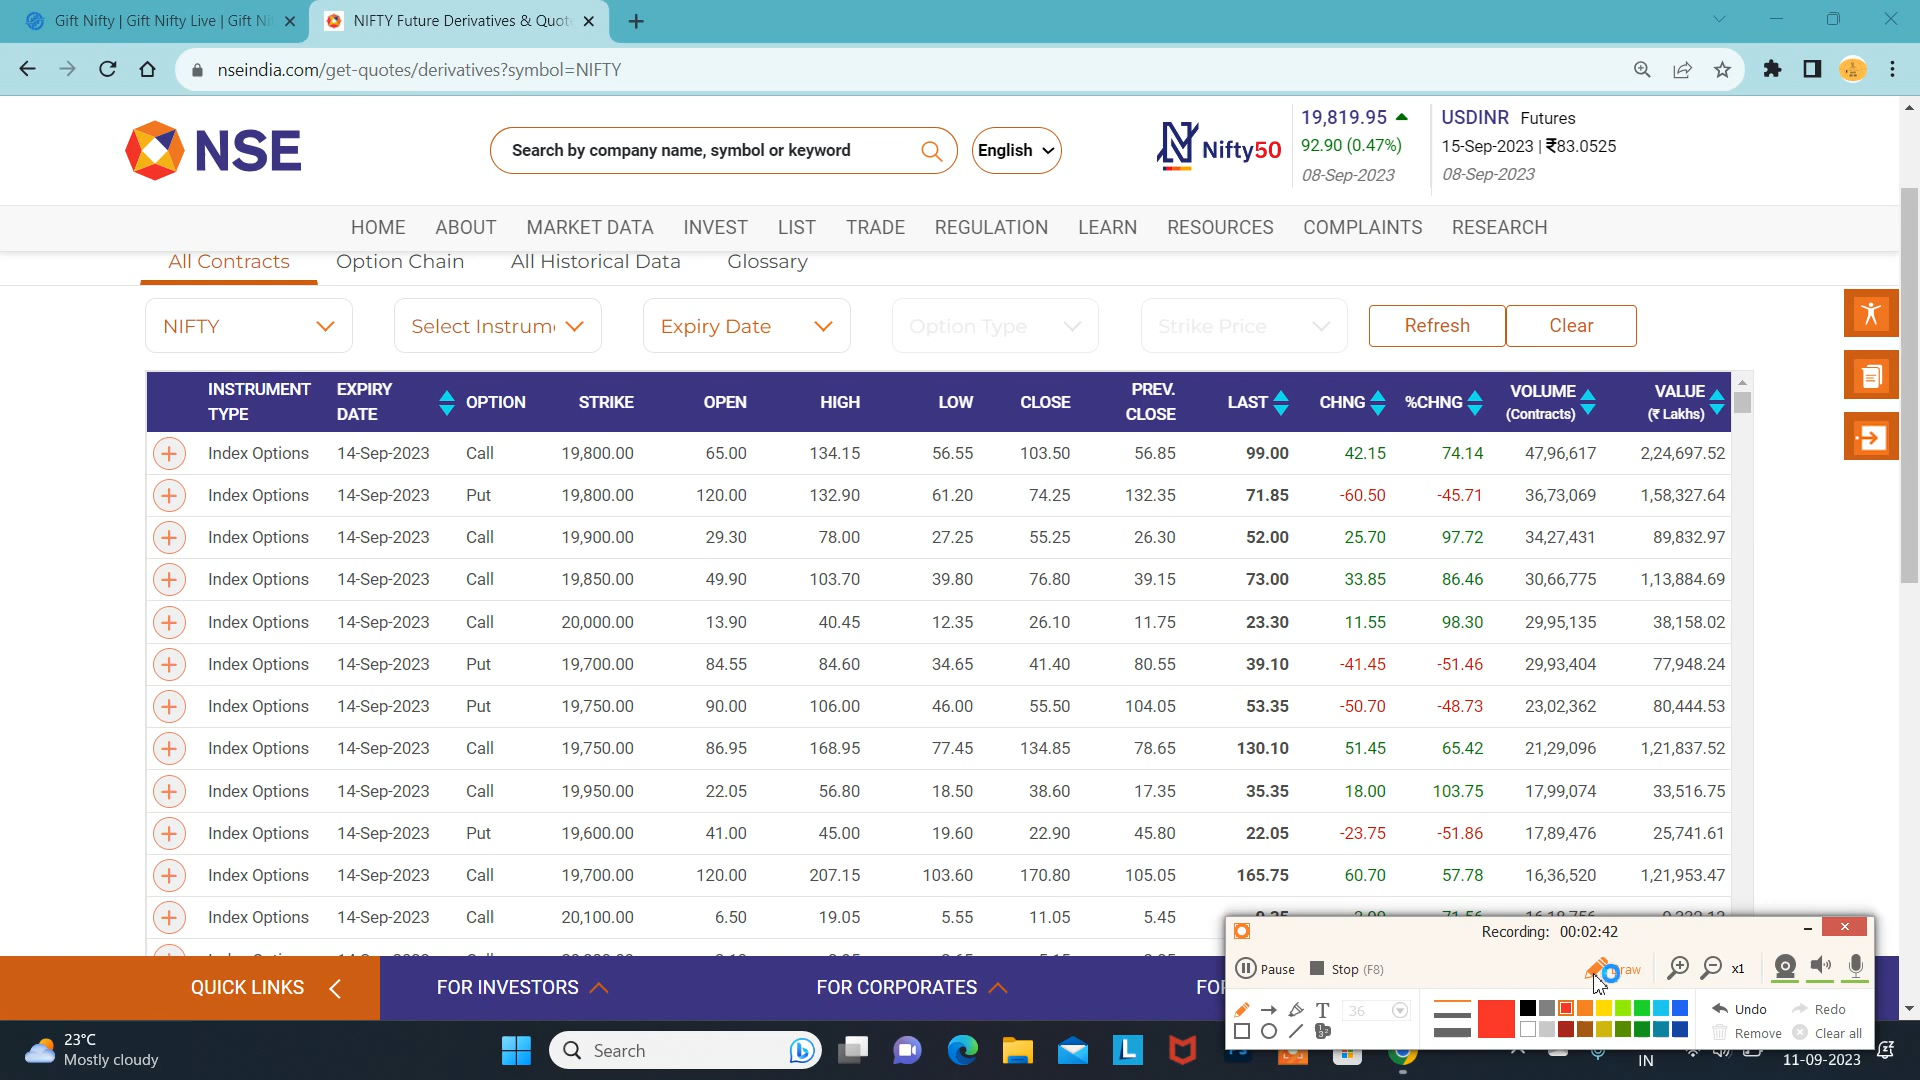 Gift Nifty | Gift Nifty Live | Gift Ni
NIFTY Future Derivatives & Quot
nseindia.com/get-quotes/derivatives?symbol=NIFTY
NSE
Search by company name, symbol or keyword
English
Nifty50
19,819.95
92.90 (0.47%)
08-Sep-2023
USDINR Futures
15-Sep-2023 | ₹83.0525
08-Sep-2023
HOME ABOUT MARKET DATA INVEST LIST TRADE REGULATION LEARN RESOURCES COMPLAINTS RESEARCH
All Contracts Option Chain All Historical Data Glossary
NIFTY Select Instrum Expiry Date Option Type Strike Price Refresh Clear
INSTRUMENT TYPE EXPIRY DATE OPTION STRIKE OPEN HIGH LOW CLOSE PREV. CLOSE LAST CHNG %CHNG VOLUME (Contracts) VALUE (₹ Lakhs)
Index Options 14-Sep-2023 Call 19,800.00 65.00 134.15 56.55 103.50 56.85 99.00 42.15 74.14 47,96,617 2,24,697.52
Index Options 14-Sep-2023 Put 19,800.00 120.00 132.90 61.20 74.25 132.35 71.85 -60.50 -45.71 36,73,069 1,58,327.64
Index Options 14-Sep-2023 Call 19,900.00 29.30 78.00 27.25 55.25 26.30 52.00 25.70 97.72 34,27,431 89,832.97
Index Options 14-Sep-2023 Call 19,850.00 49.90 103.70 39.80 76.80 39.15 73.00 33.85 86.46 30,66,775 1,13,884.69
Index Options 14-Sep-2023 Call 20,000.00 13.90 40.45 12.35 26.10 11.75 23.30 11.55 98.30 29,95,135 38,158.02
Index Options 14-Sep-2023 Put 19,700.00 84.55 84.60 34.65 41.40 80.55 39.10 -41.45 -51.46 29,93,404 77,948.24
Index Options 14-Sep-2023 Put 19,750.00 90.00 106.00 46.00 55.50 104.05 53.35 -50.70 -48.73 23,02,362 80,444.53
Index Options 14-Sep-2023 Call 19,750.00 86.95 168.95 77.45 134.85 78.65 130.10 51.45 65.42 21,29,096 1,21,837.52
Index Options 14-Sep-2023 Call 19,950.00 22.05 56.80 18.50 38.60 17.35 35.35 18.00 103.75 17,99,074 33,516.75
Index Options 14-Sep-2023 Put 19,600.00 41.00 45.00 19.60 22.90 45.80 22.05 -23.75 -51.86 17,89,476 25,741.61
Index Options 14-Sep-2023 Call 19,700.00 120.00 207.15 103.60 170.80 105.05 165.75 60.70 57.78 16,36,520 1,21,953.47
Index Options 14-Sep-2023 Call 20,100.00 6.50 19.05 5.55 11.05 5.45
Recording: 00:02:42
Pause Stop (F8) x1
36
Undo Redo
Remove Clear all
QUICK LINKS FOR INVESTORS FOR CORPORATES FO
23°C
Mostly cloudy
Search
IN
11-09-2023